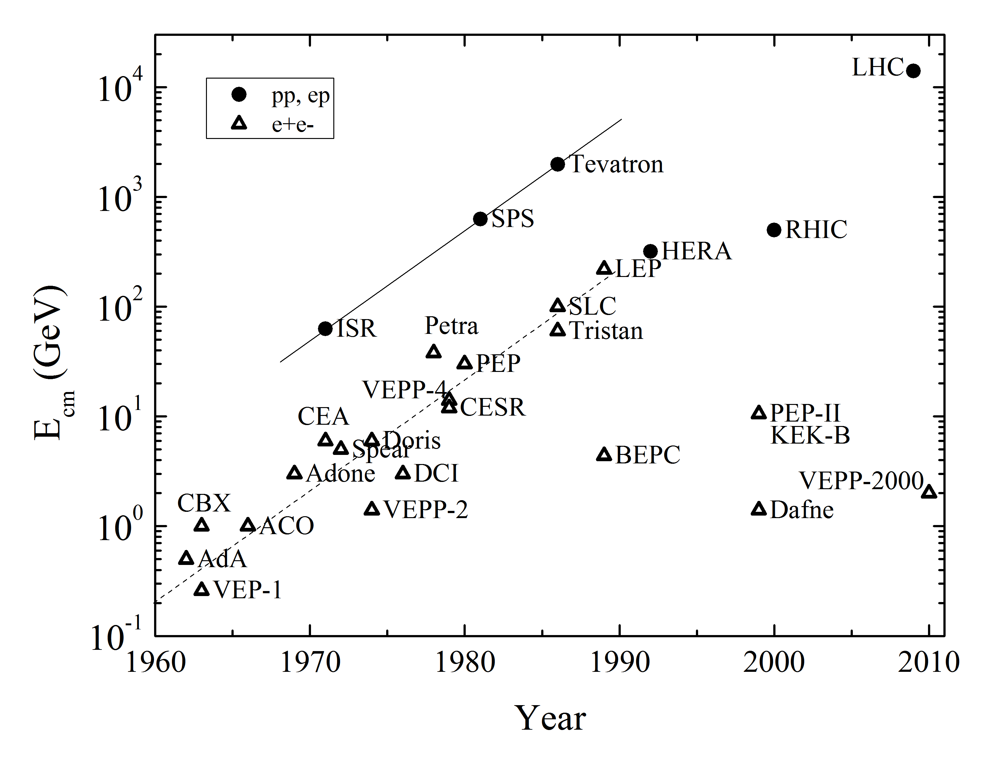 LHC
10^4
pp, ep
e+e-
Tevatron
10^3
SPS
RHIC
HERA
LEP
10^2
SLC
Petra
ISR
Tristan
PEP
VEPP-4
CESR
10^1
CEA
PEP-II
KEK-B
Doris
Spear
BEPC
Adone
DCI
VEPP-2000
CBX
VEPP-2
Dafne
10^0
ACO
AdA
VEP-1
10^-1
E_cm (GeV)
1960 1970 1980 1990 2000 2010
Year